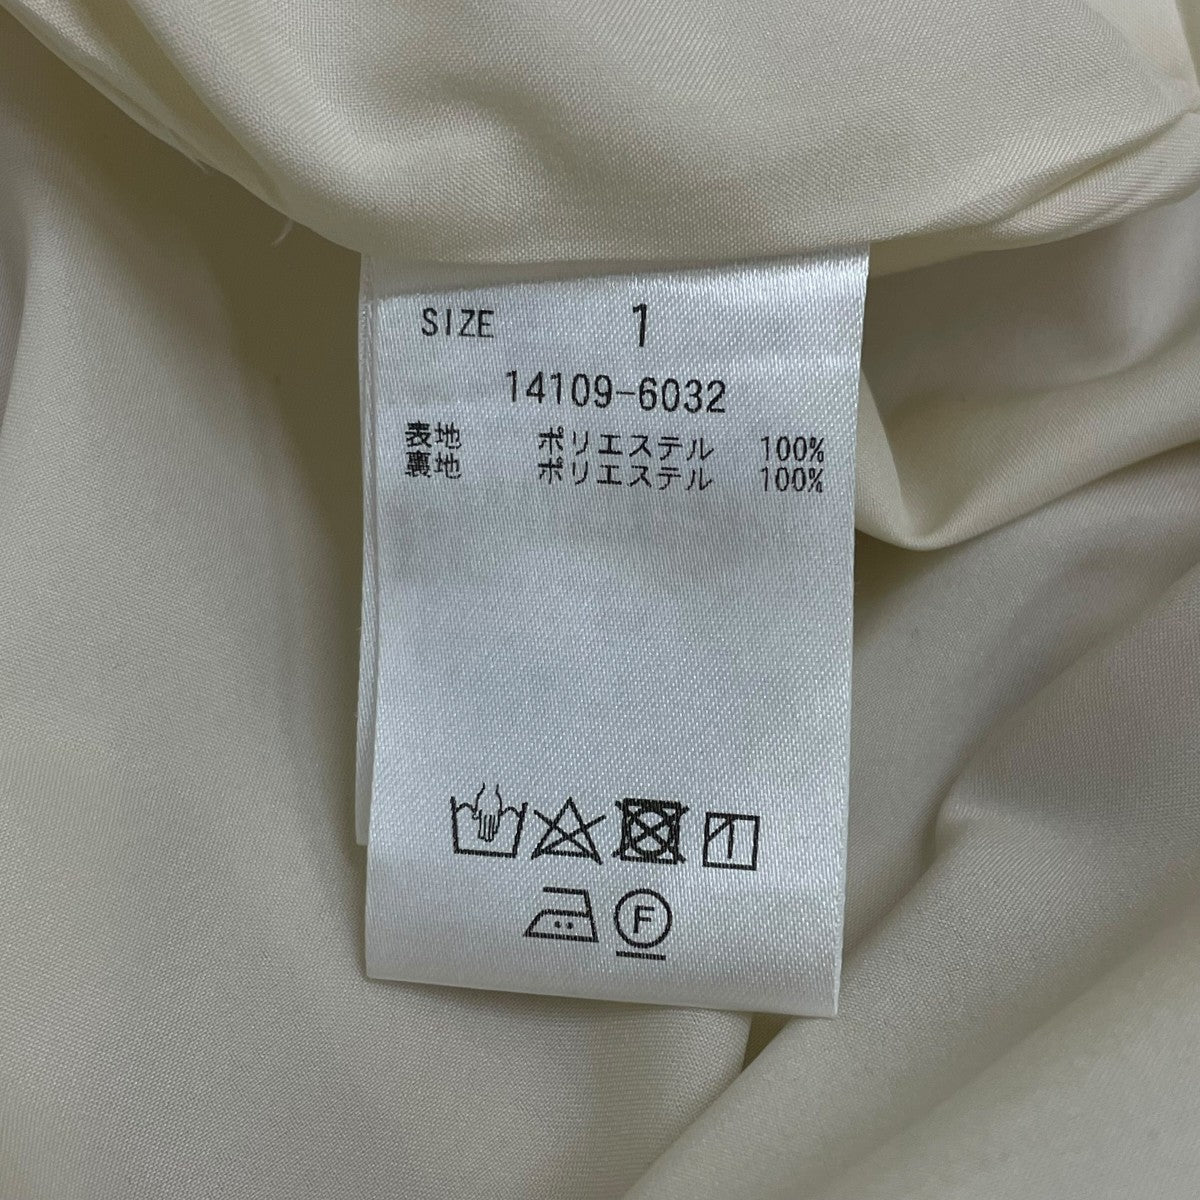 SIZE 1
14109-6032
表地 ポリエステル 100%
裏地 ポリエステル 100%
F